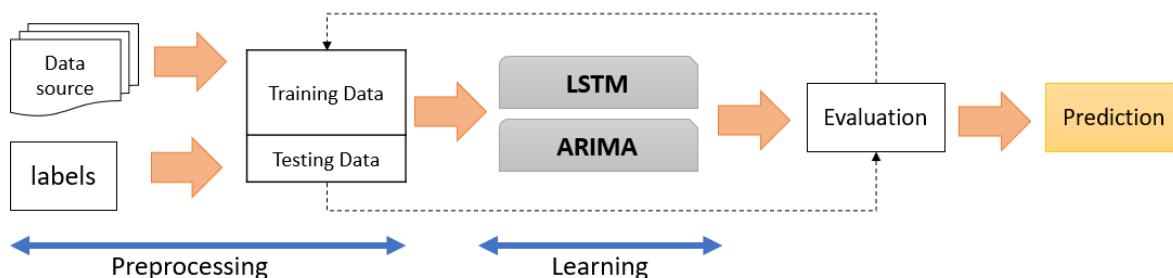 Data
source
labels
Training Data
Testing Data
LSTM
ARIMA
Evaluation
Prediction
Preprocessing
Learning